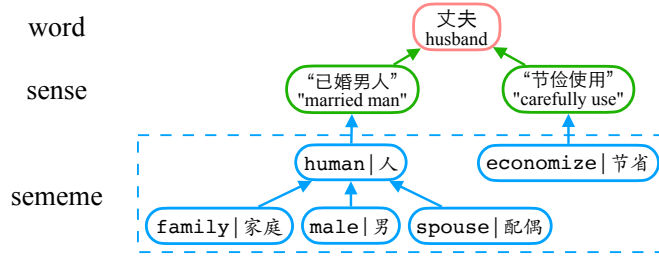 word
丈夫
husband
sense
“已婚男人”
"married man"
“节俭使用”
"carefully use"
sememe
human|人
economize|节省
family|家庭
male|男
spouse|配偶